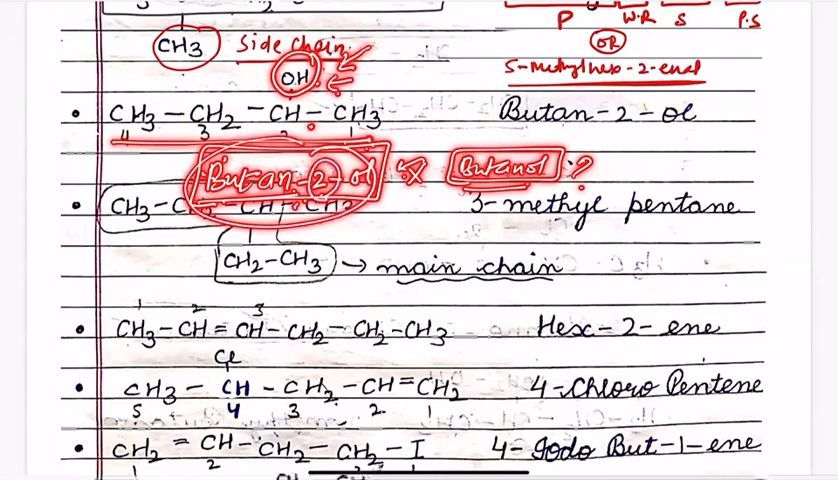 P W.R S P.S
CH3 Side chain
OR
5-Methylhex-2-enal
OH
CH3 - CH2 - CH - CH3 Butan-2-ol
4 3 2 1
Butan-2-ol Butanol ?
CH3 - CH - CH3 3-methyl pentane
CH2-CH3 → main chain
1 2 3
CH3-CH = CH-CH2-CH2-CH3 Hex-2-ene
Cl
CH3 - CH - CH2 - CH=CH2 4-Chloro Pentene
5 4 3 2 1
CH2 = CH - CH2 - CH2 - I 4-Iodo But-1-ene
1 2